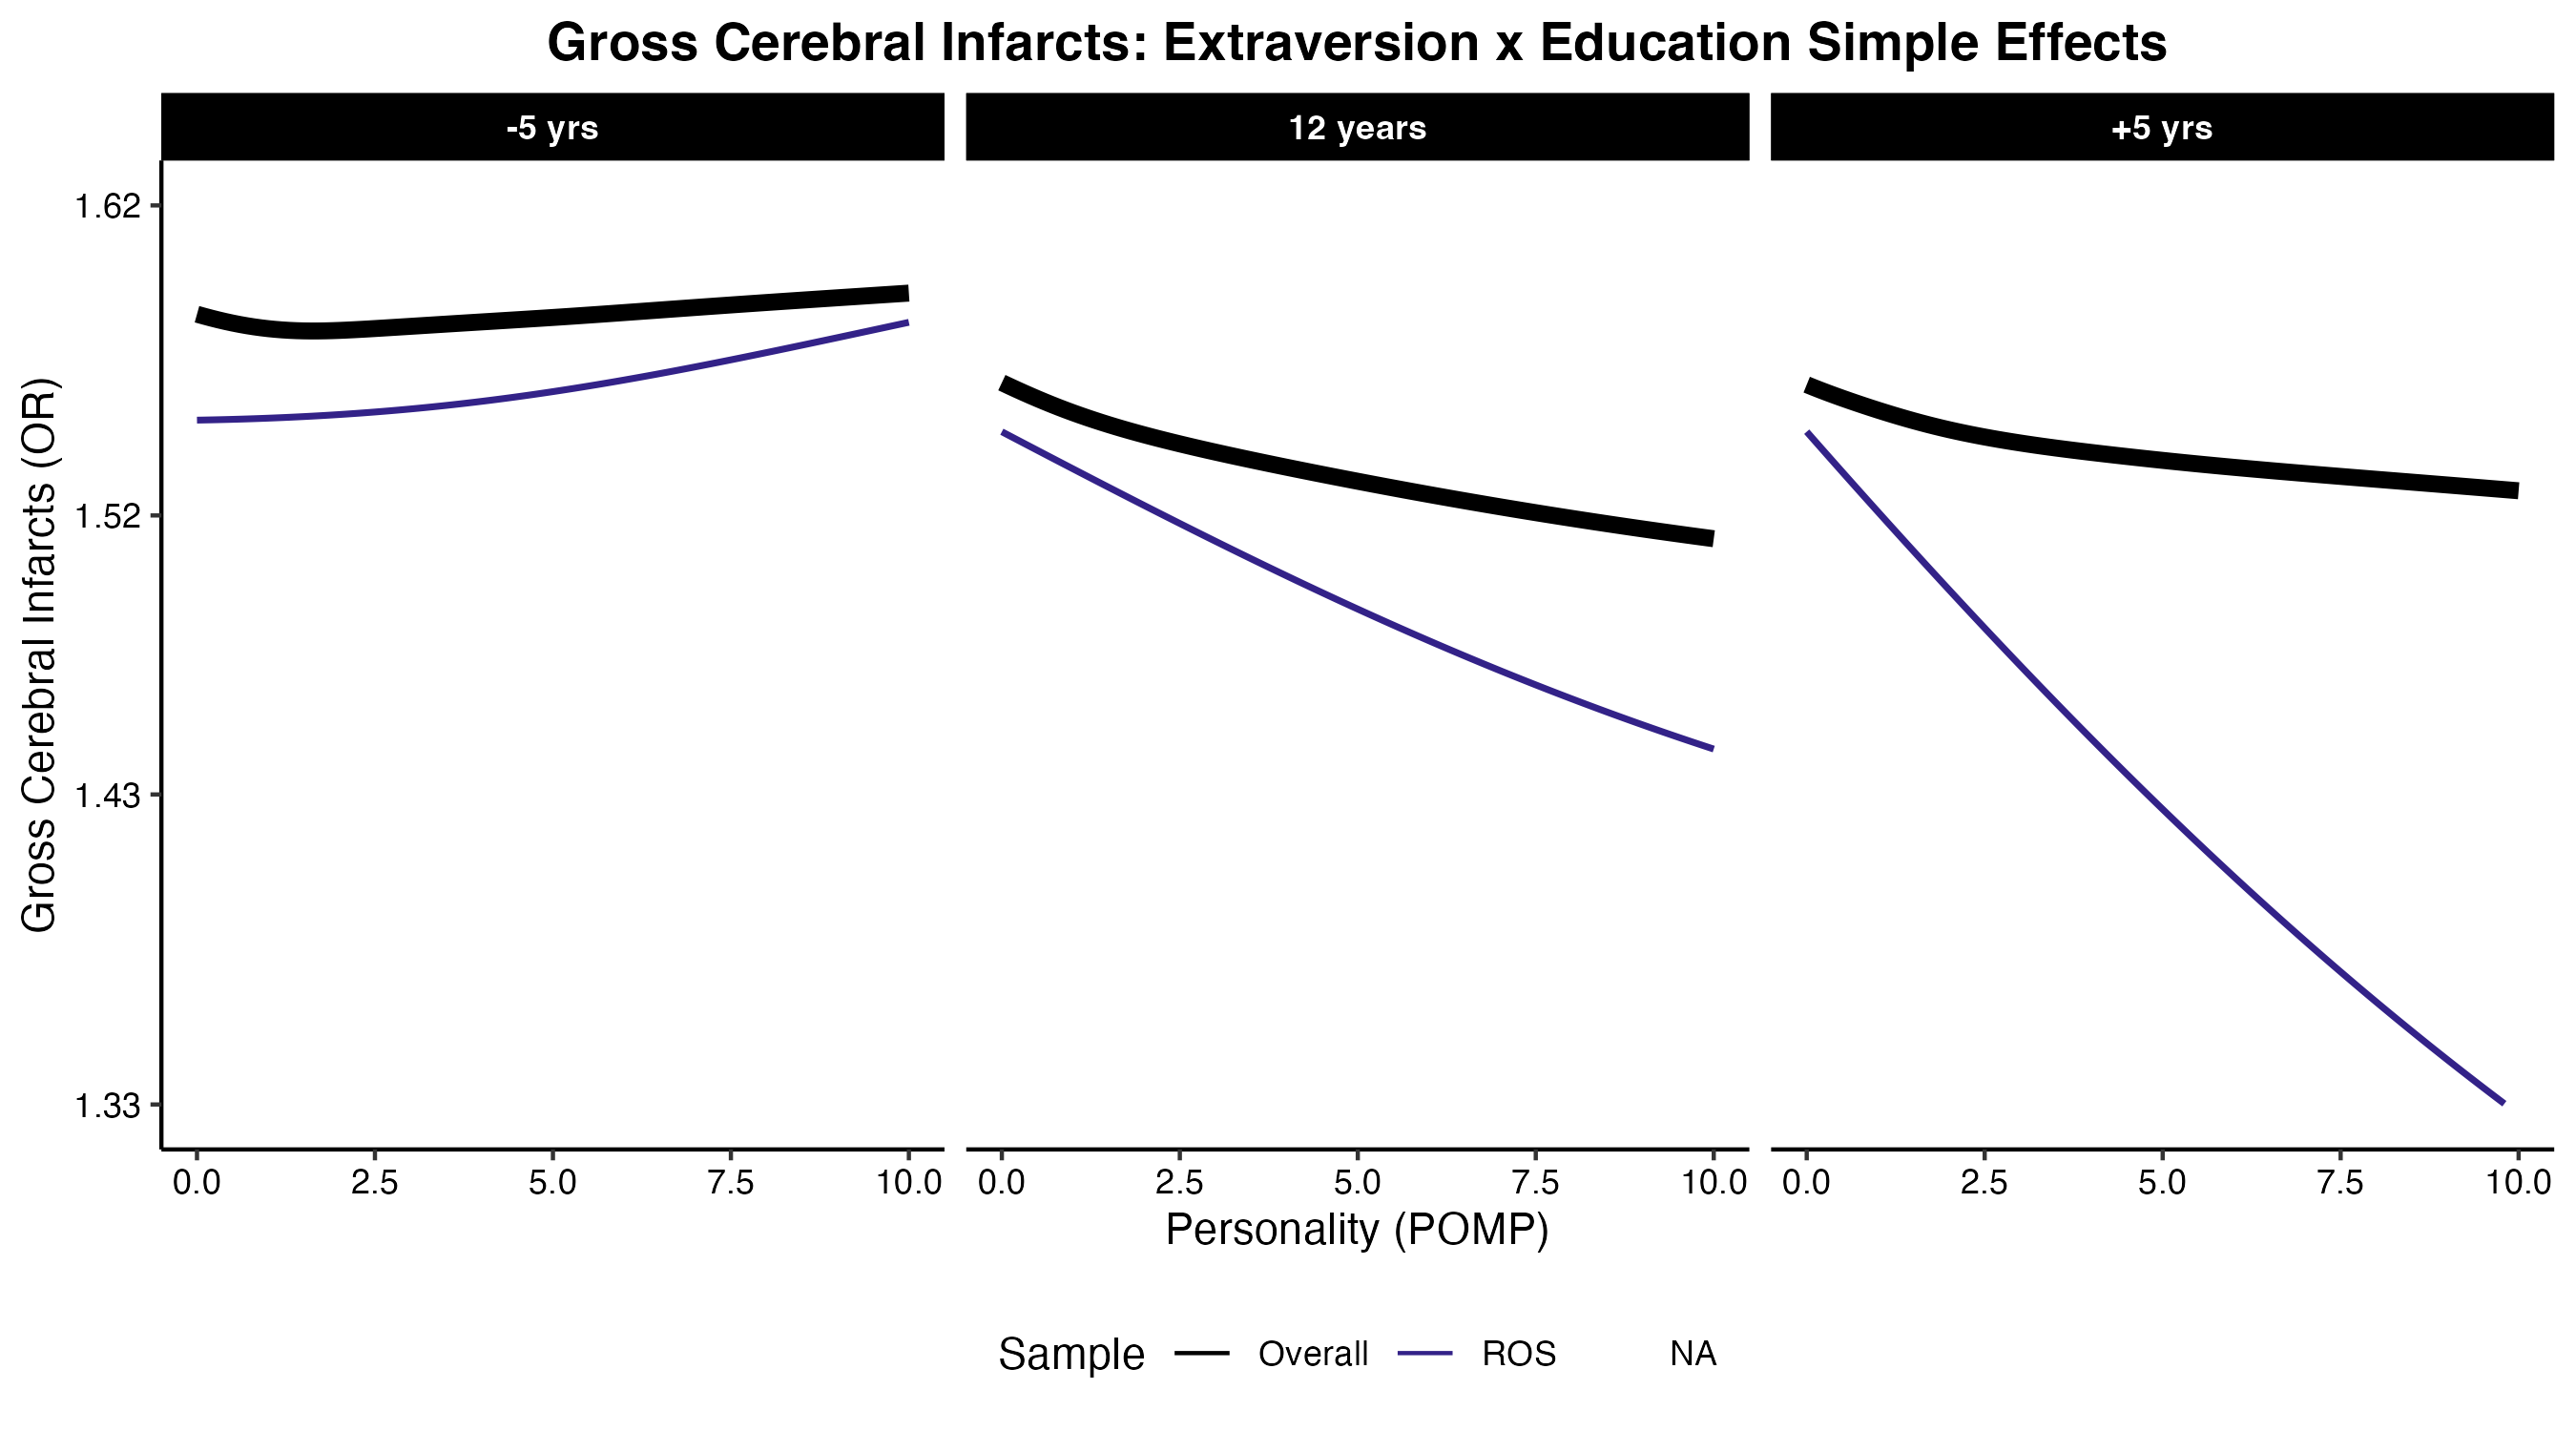 Gross Cerebral Infarcts: Extraversion x Education Simple Effects
-5 yrs
12 years
+5 yrs
Gross Cerebral Infarcts (OR)
1.62
1.52
1.43
1.33
0.0 2.5 5.0 7.5 10.0 0.0 2.5 5.0 7.5 10.0 0.0 2.5 5.0 7.5 10.0
Personality (POMP)
Sample Overall ROS NA